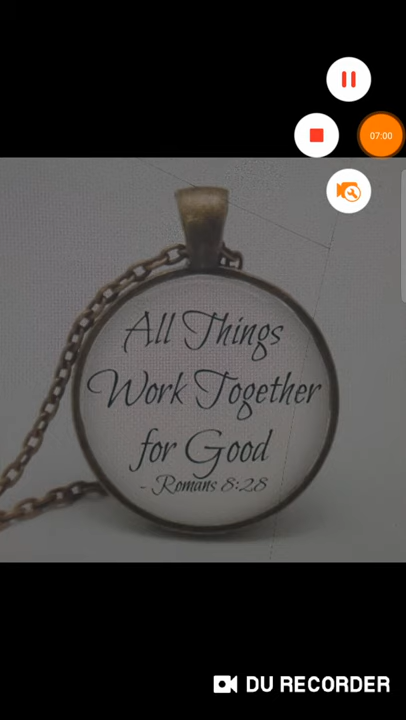 07:00
All Things
Work Together
for Good
- Romans 8:28
DU RECORDER